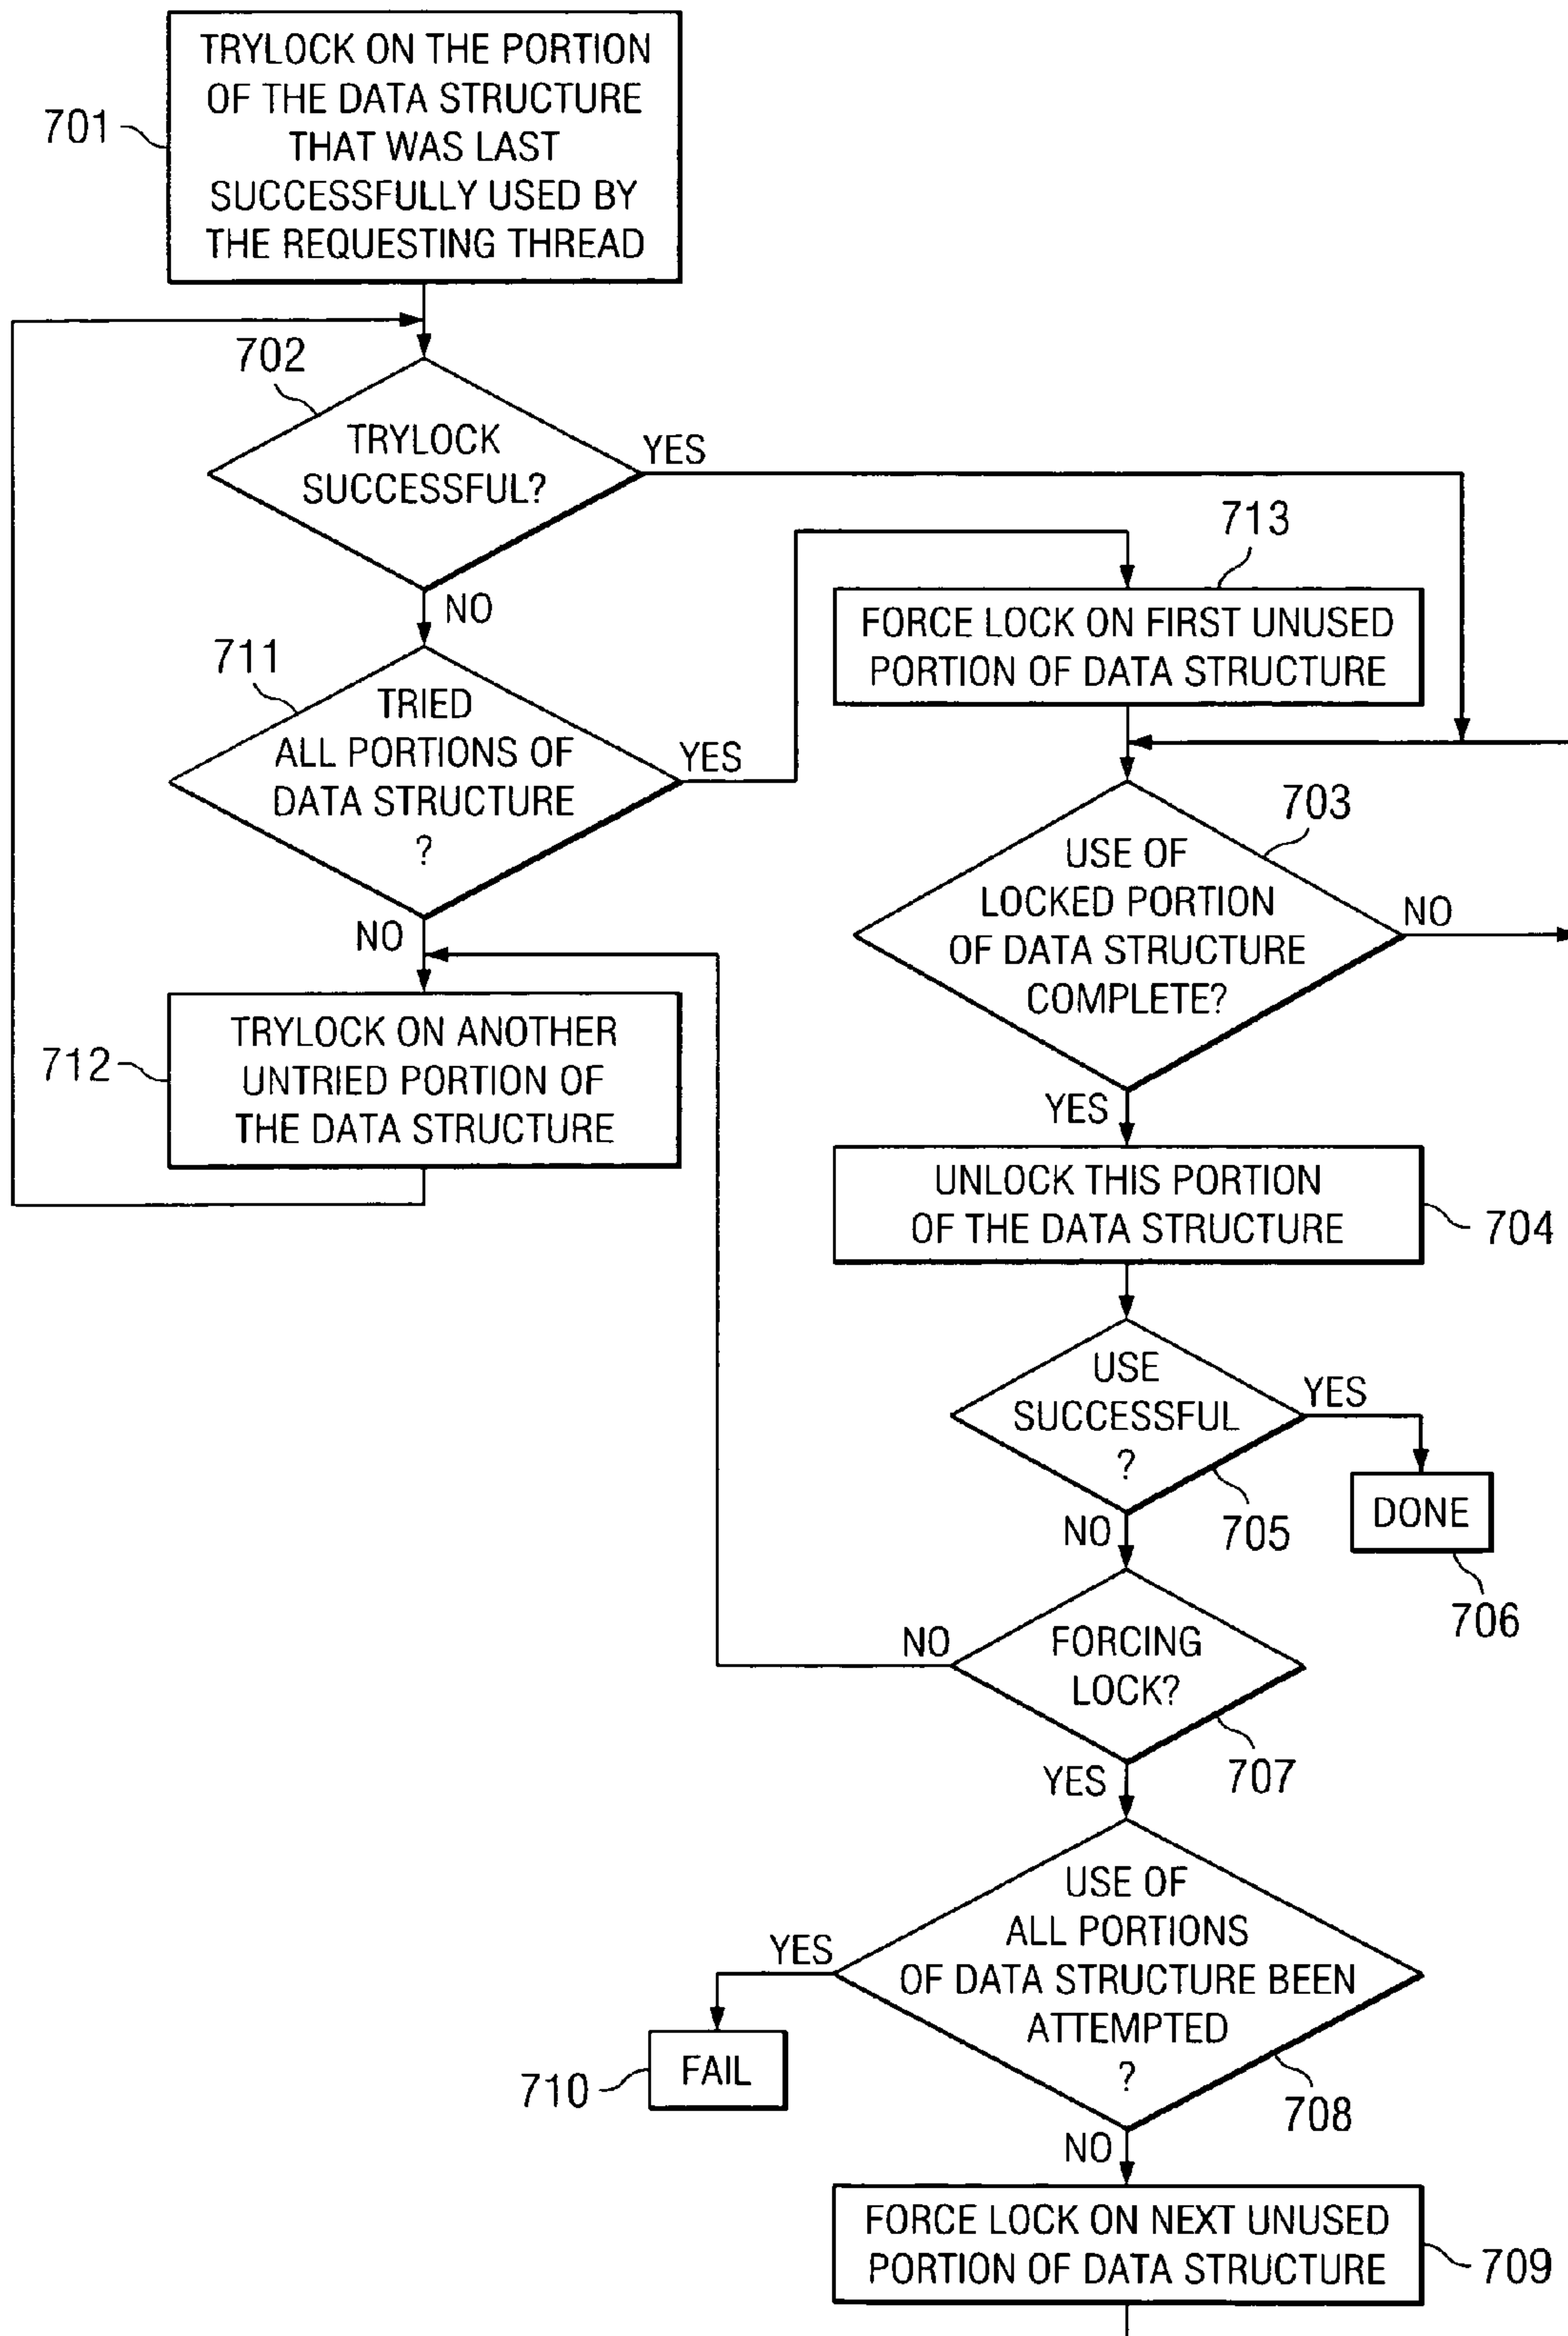 TRYLOCK ON THE PORTION
OF THE DATA STRUCTURE
THAT WAS LAST
SUCCESSFULLY USED BY
THE REQUESTING THREAD
701
702
TRYLOCK
SUCCESSFUL?
YES
NO
713
FORCE LOCK ON FIRST UNUSED
PORTION OF DATA STRUCTURE
711
TRIED
ALL PORTIONS OF
DATA STRUCTURE
?
YES
NO
703
USE OF
LOCKED PORTION
OF DATA STRUCTURE
COMPLETE?
NO
YES
712
TRYLOCK ON ANOTHER
UNTRIED PORTION OF
THE DATA STRUCTURE
UNLOCK THIS PORTION
OF THE DATA STRUCTURE
704
USE
SUCCESSFUL
?
YES
NO
705
DONE
706
FORCING
LOCK?
NO
YES
707
USE OF
ALL PORTIONS
OF DATA STRUCTURE BEEN
ATTEMPTED
?
YES
NO
708
FAIL
710
FORCE LOCK ON NEXT UNUSED
PORTION OF DATA STRUCTURE
709